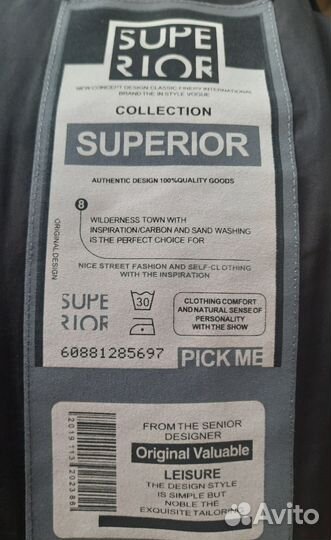 SUPE
RIOR
NEW CONCEPT DESIGN CLASSIC FINERY INTERNATIONAL
BRAND THE IN STYLE VOGUE
COLLECTION
SUPERIOR
AUTHENTIC DESIGN 100%QUALITY GOODS
8
WILDERNESS TOWN WITH
INSPIRATION/CARBON AND SAND WASHING
IS THE PERFECT CHOICE FOR
ORIGINAL DESIGN
NICE STREET FASHION AND SELF-CLOTHING
WITH THE INSPIRATION
SUPE
RIOR
30
CLOTHING COMFORT
AND NATURAL SENSE OF
PERSONALITY
WITH THE SHOW
60881285697
PICK ME
2019 113 202386
FROM THE SENIOR
DESIGNER
Original Valuable
LEISURE
THE DESIGN STYLE
IS SIMPLE BUT
NOBLE THE
EXQUISITE TAILORING
Avito